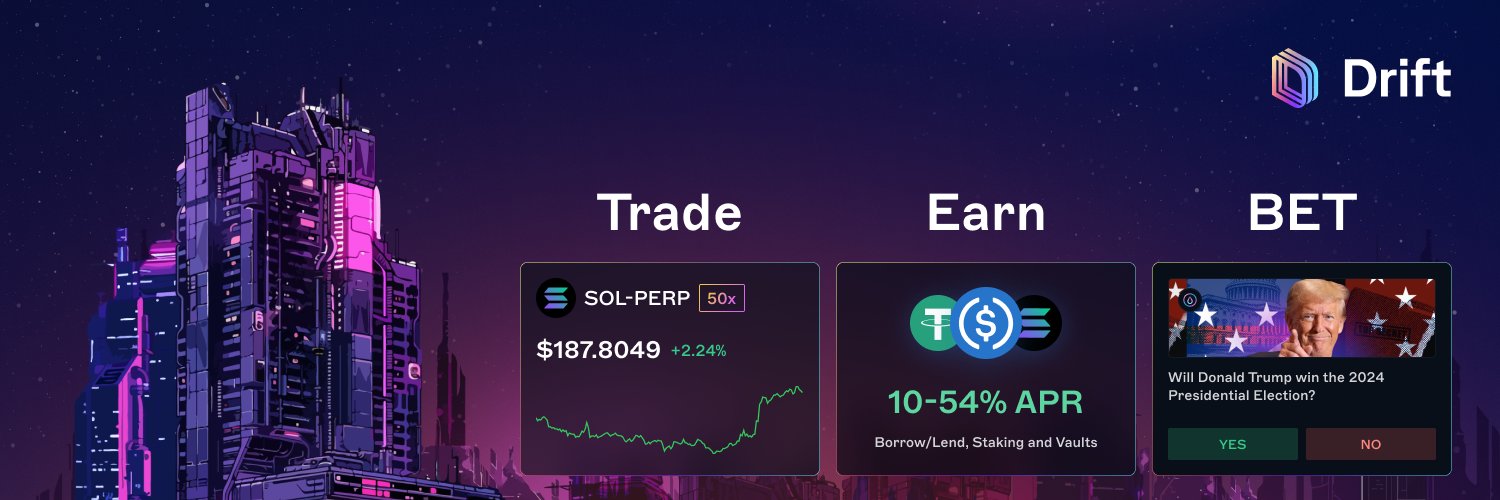 Drift
Trade
Earn
BET
SOL-PERP 50x
$187.8049 +2.24%
10-54% APR
Borrow/Lend, Staking and Vaults
Will Donald Trump win the 2024
Presidential Election?
YES
NO